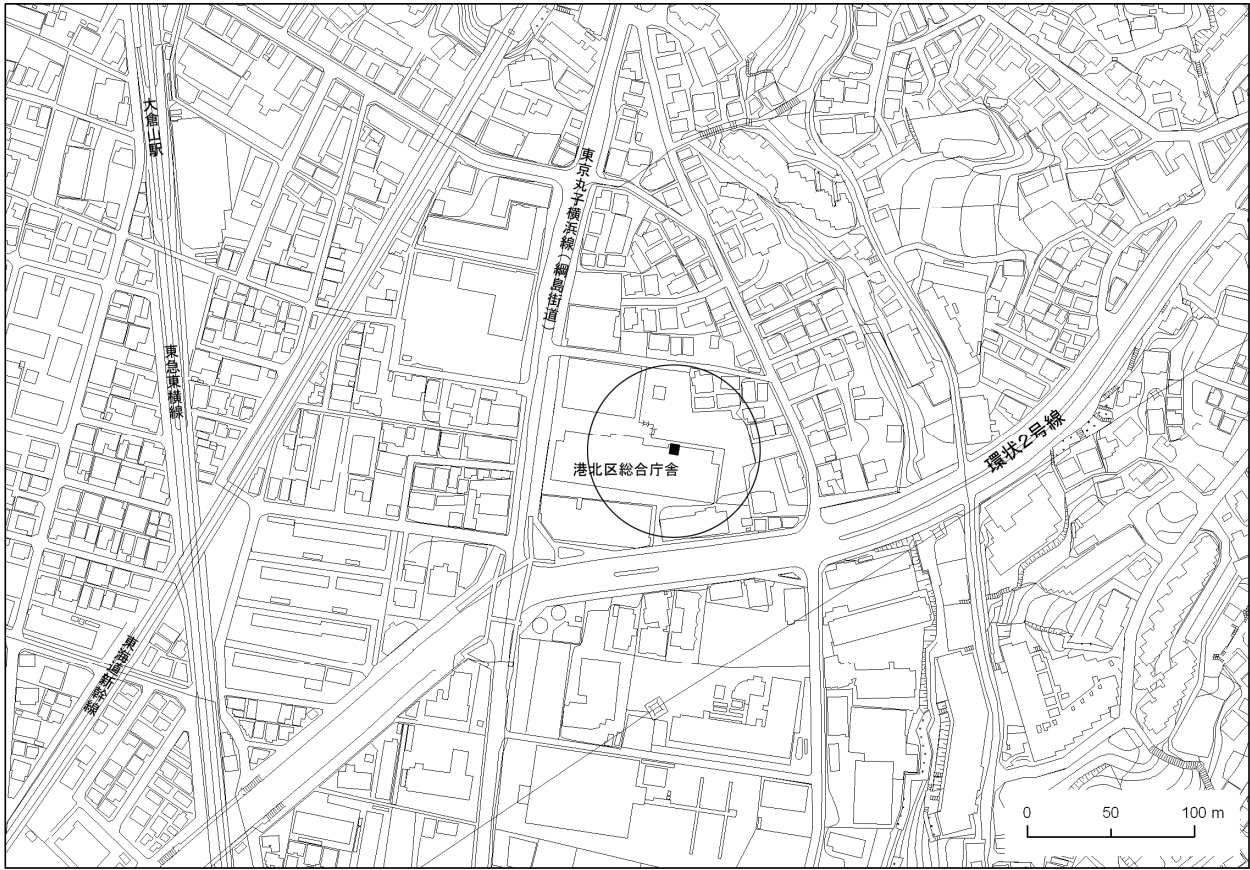 大倉山駅
東京丸子横浜線(綱島街道)
東急東横線
港北区総合庁舎
環状2号線
東海道新幹線
0 50 100 m